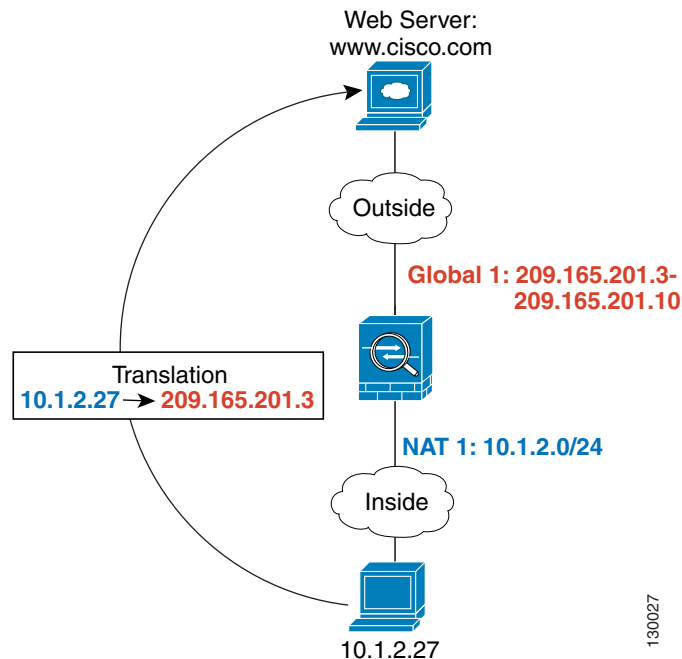 Web Server:
www.cisco.com
Outside
Global 1: 209.165.201.3-
209.165.201.10
Translation
10.1.2.27 → 209.165.201.3
NAT 1: 10.1.2.0/24
Inside
10.1.2.27
130027